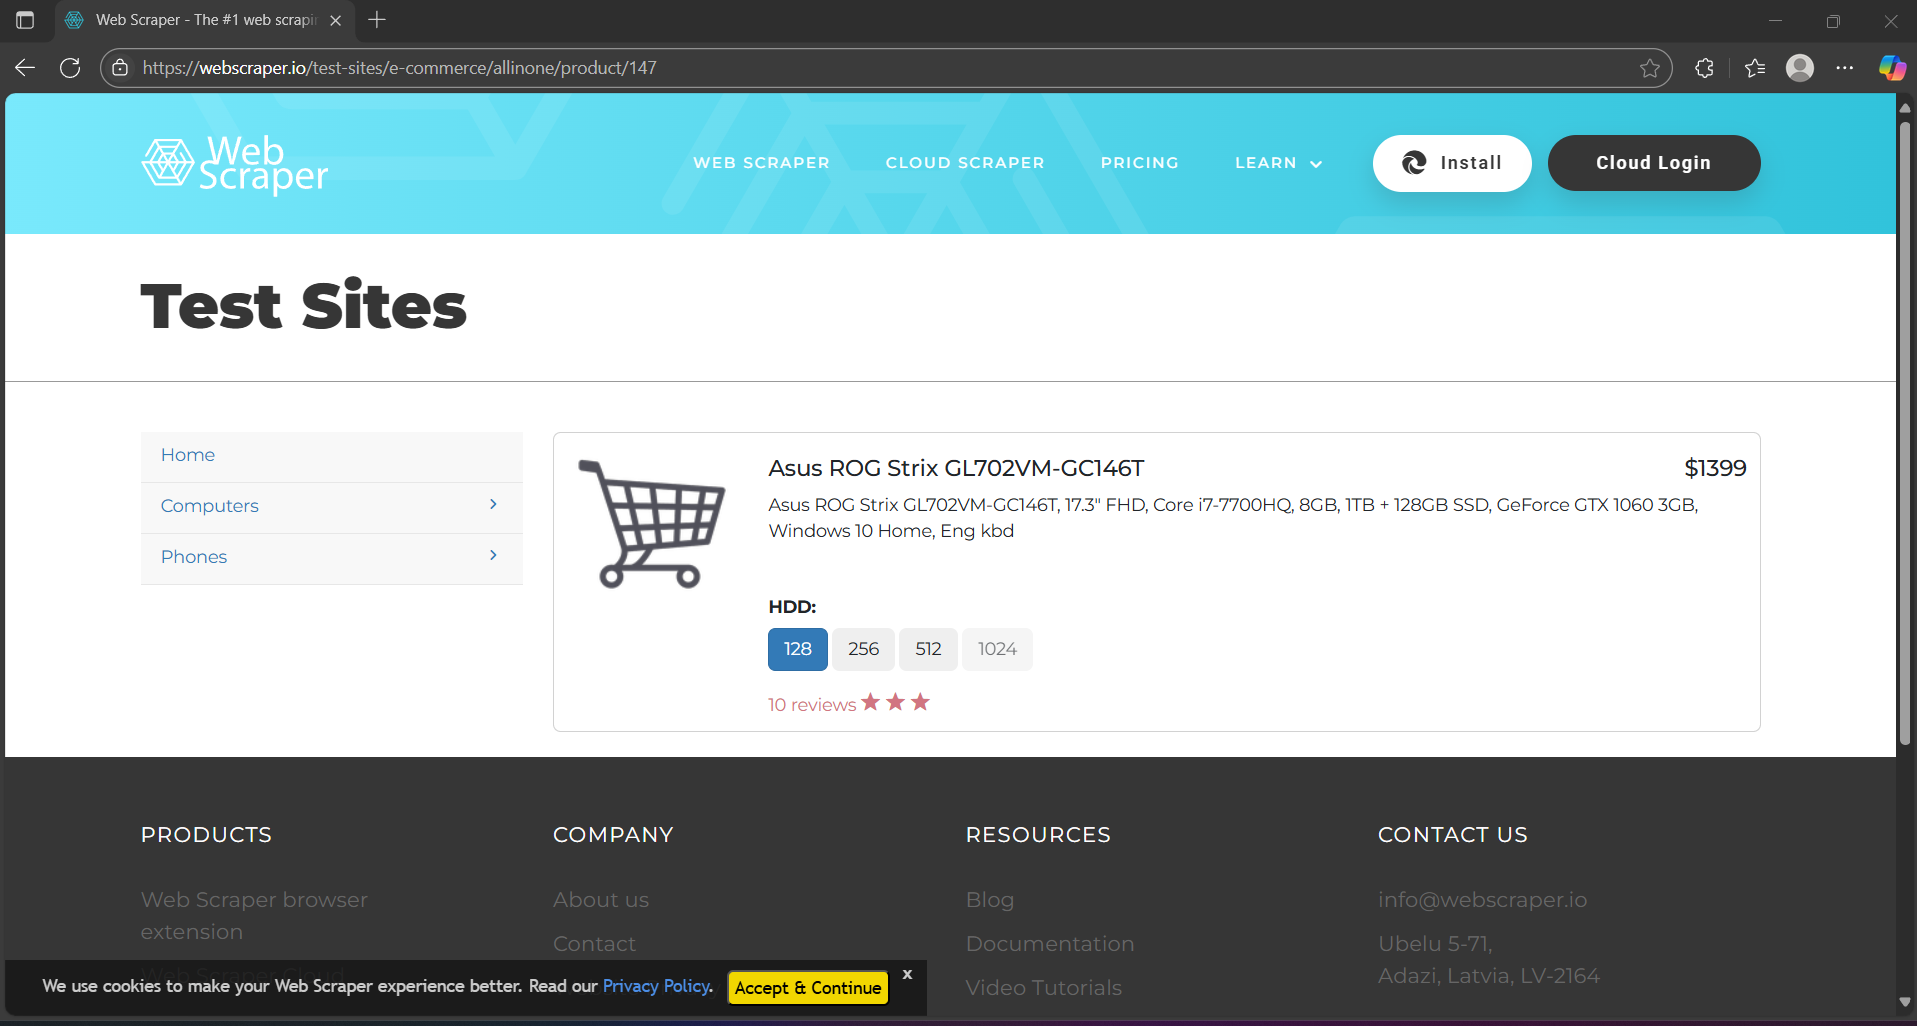 Web Scraper - The #1 web scrapin
https://webscraper.io/test-sites/e-commerce/allinone/product/147
Web
Scraper
WEB SCRAPER
CLOUD SCRAPER
PRICING
LEARN
Install
Cloud Login
Test Sites
Home
Computers
Phones
Asus ROG Strix GL702VM-GC146T
$1399
Asus ROG Strix GL702VM-GC146T, 17.3" FHD, Core i7-7700HQ, 8GB, 1TB + 128GB SSD, GeForce GTX 1060 3GB,
Windows 10 Home, Eng kbd
HDD:
128 256 512 1024
10 reviews
PRODUCTS
Web Scraper browser
extension
Web Scraper Cloud
COMPANY
About us
Contact
RESOURCES
Blog
Documentation
Video Tutorials
CONTACT US
info@webscraper.io
Ubelu 5-71,
Adazi, Latvia, LV-2164
We use cookies to make your Web Scraper experience better. Read our Privacy Policy.
Accept & Continue
x